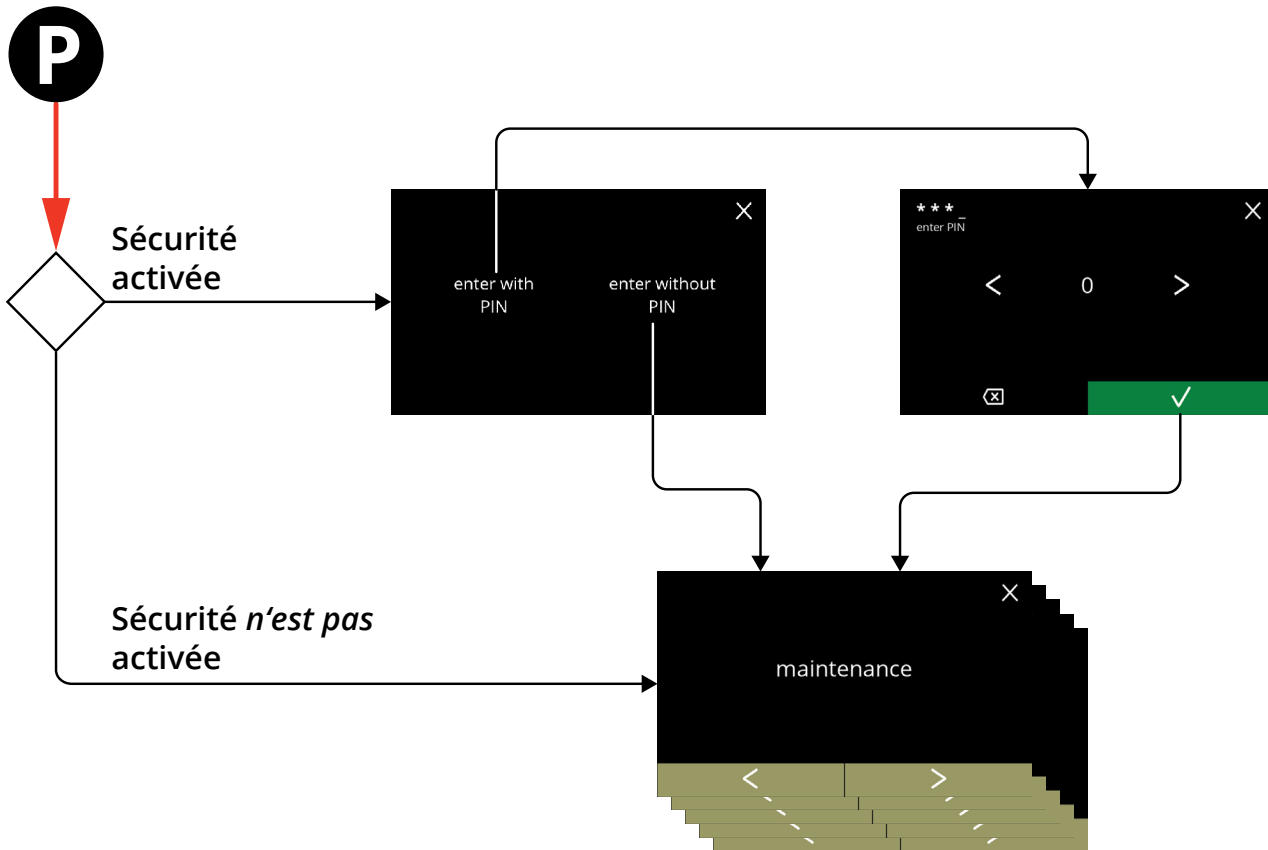 P
Sécurité
activée
enter with
PIN
enter without
PIN
* * * _
enter PIN
0
Sécurité n‘est pas
activée
maintenance